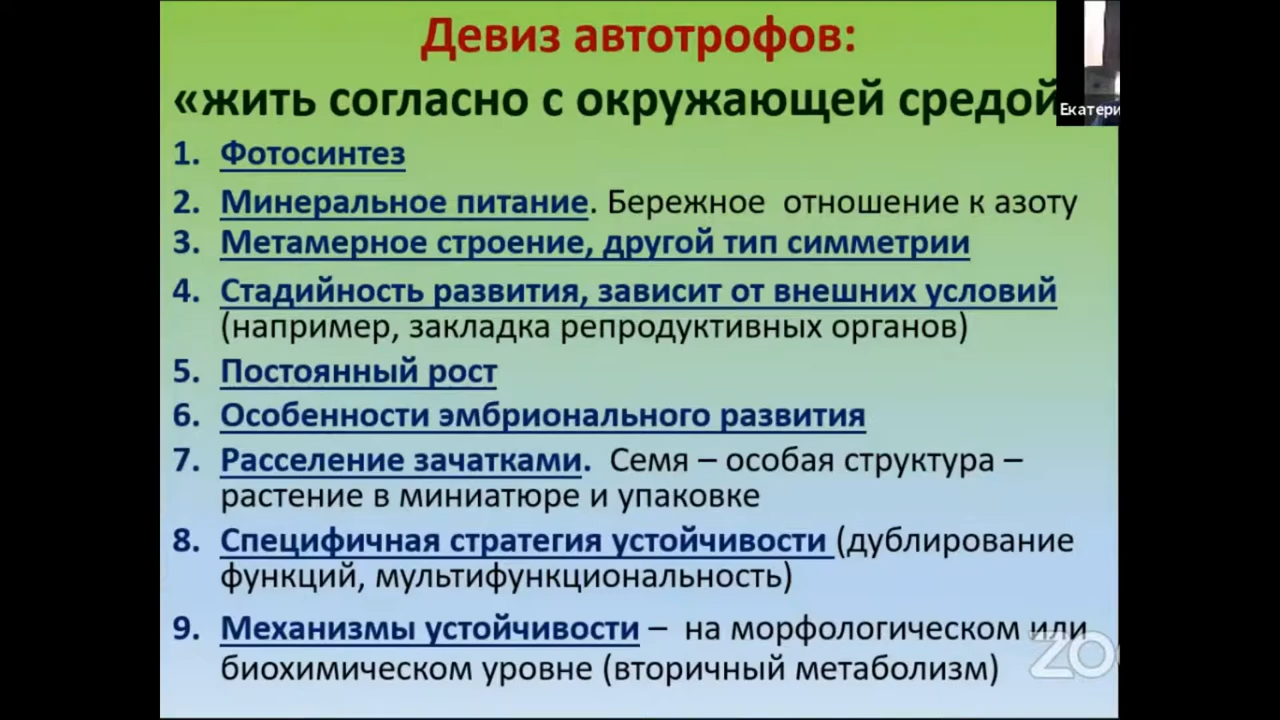 Девиз автотрофов:
«жить согласно с окружающей средой
Екатери
1. Фотосинтез
2. Минеральное питание. Бережное отношение к азоту
3. Метамерное строение, другой тип симметрии
4. Стадийность развития, зависит от внешних условий
(например, закладка репродуктивных органов)
5. Постоянный рост
6. Особенности эмбрионального развития
7. Расселение зачатками. Семя – особая структура –
растение в миниатюре и упаковке
8. Специфичная стратегия устойчивости (дублирование
функций, мультифункциональность)
9. Механизмы устойчивости – на морфологическом или
биохимическом уровне (вторичный метаболизм)
ZO